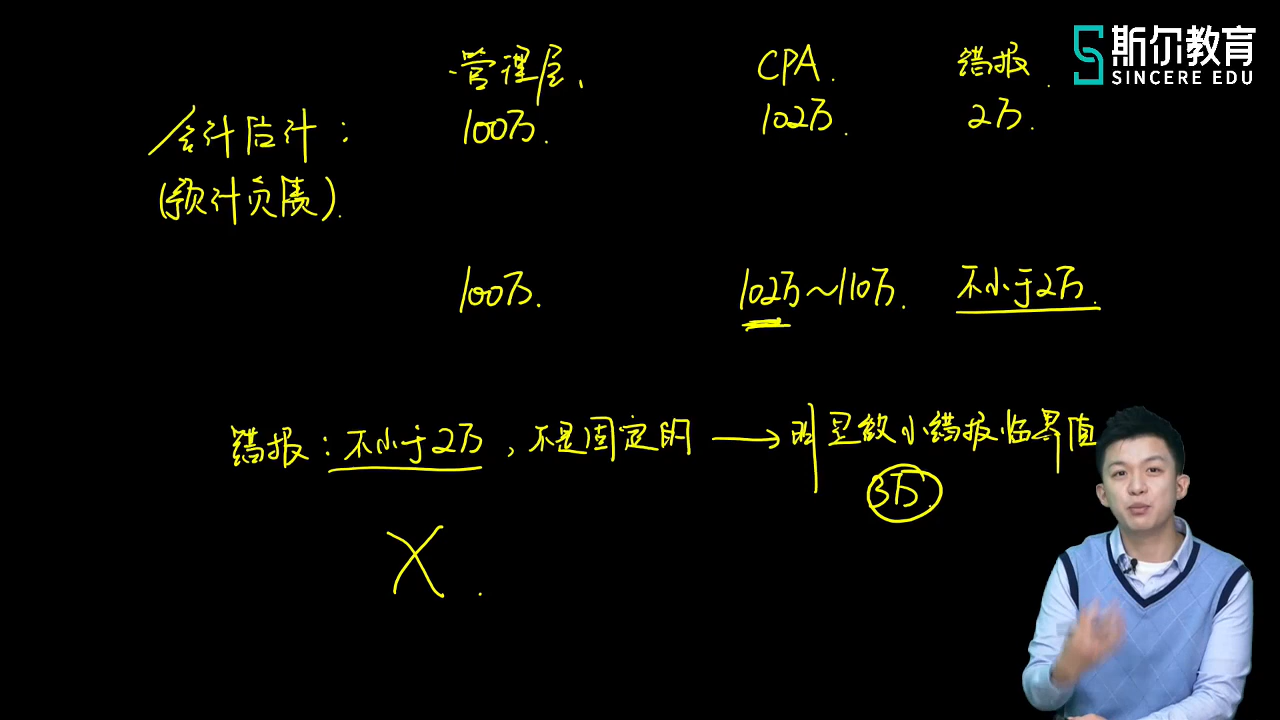 斯尔教育
SINCERE EDU
管理层、 CPA. 错报.
会计估计： 100万. 102万. 2万.
(预计负债).
100万. 102万～110万. 不小于2万.
错报：不小于2万，不是固定的 → 明显微小错报临界值
3万.
X.